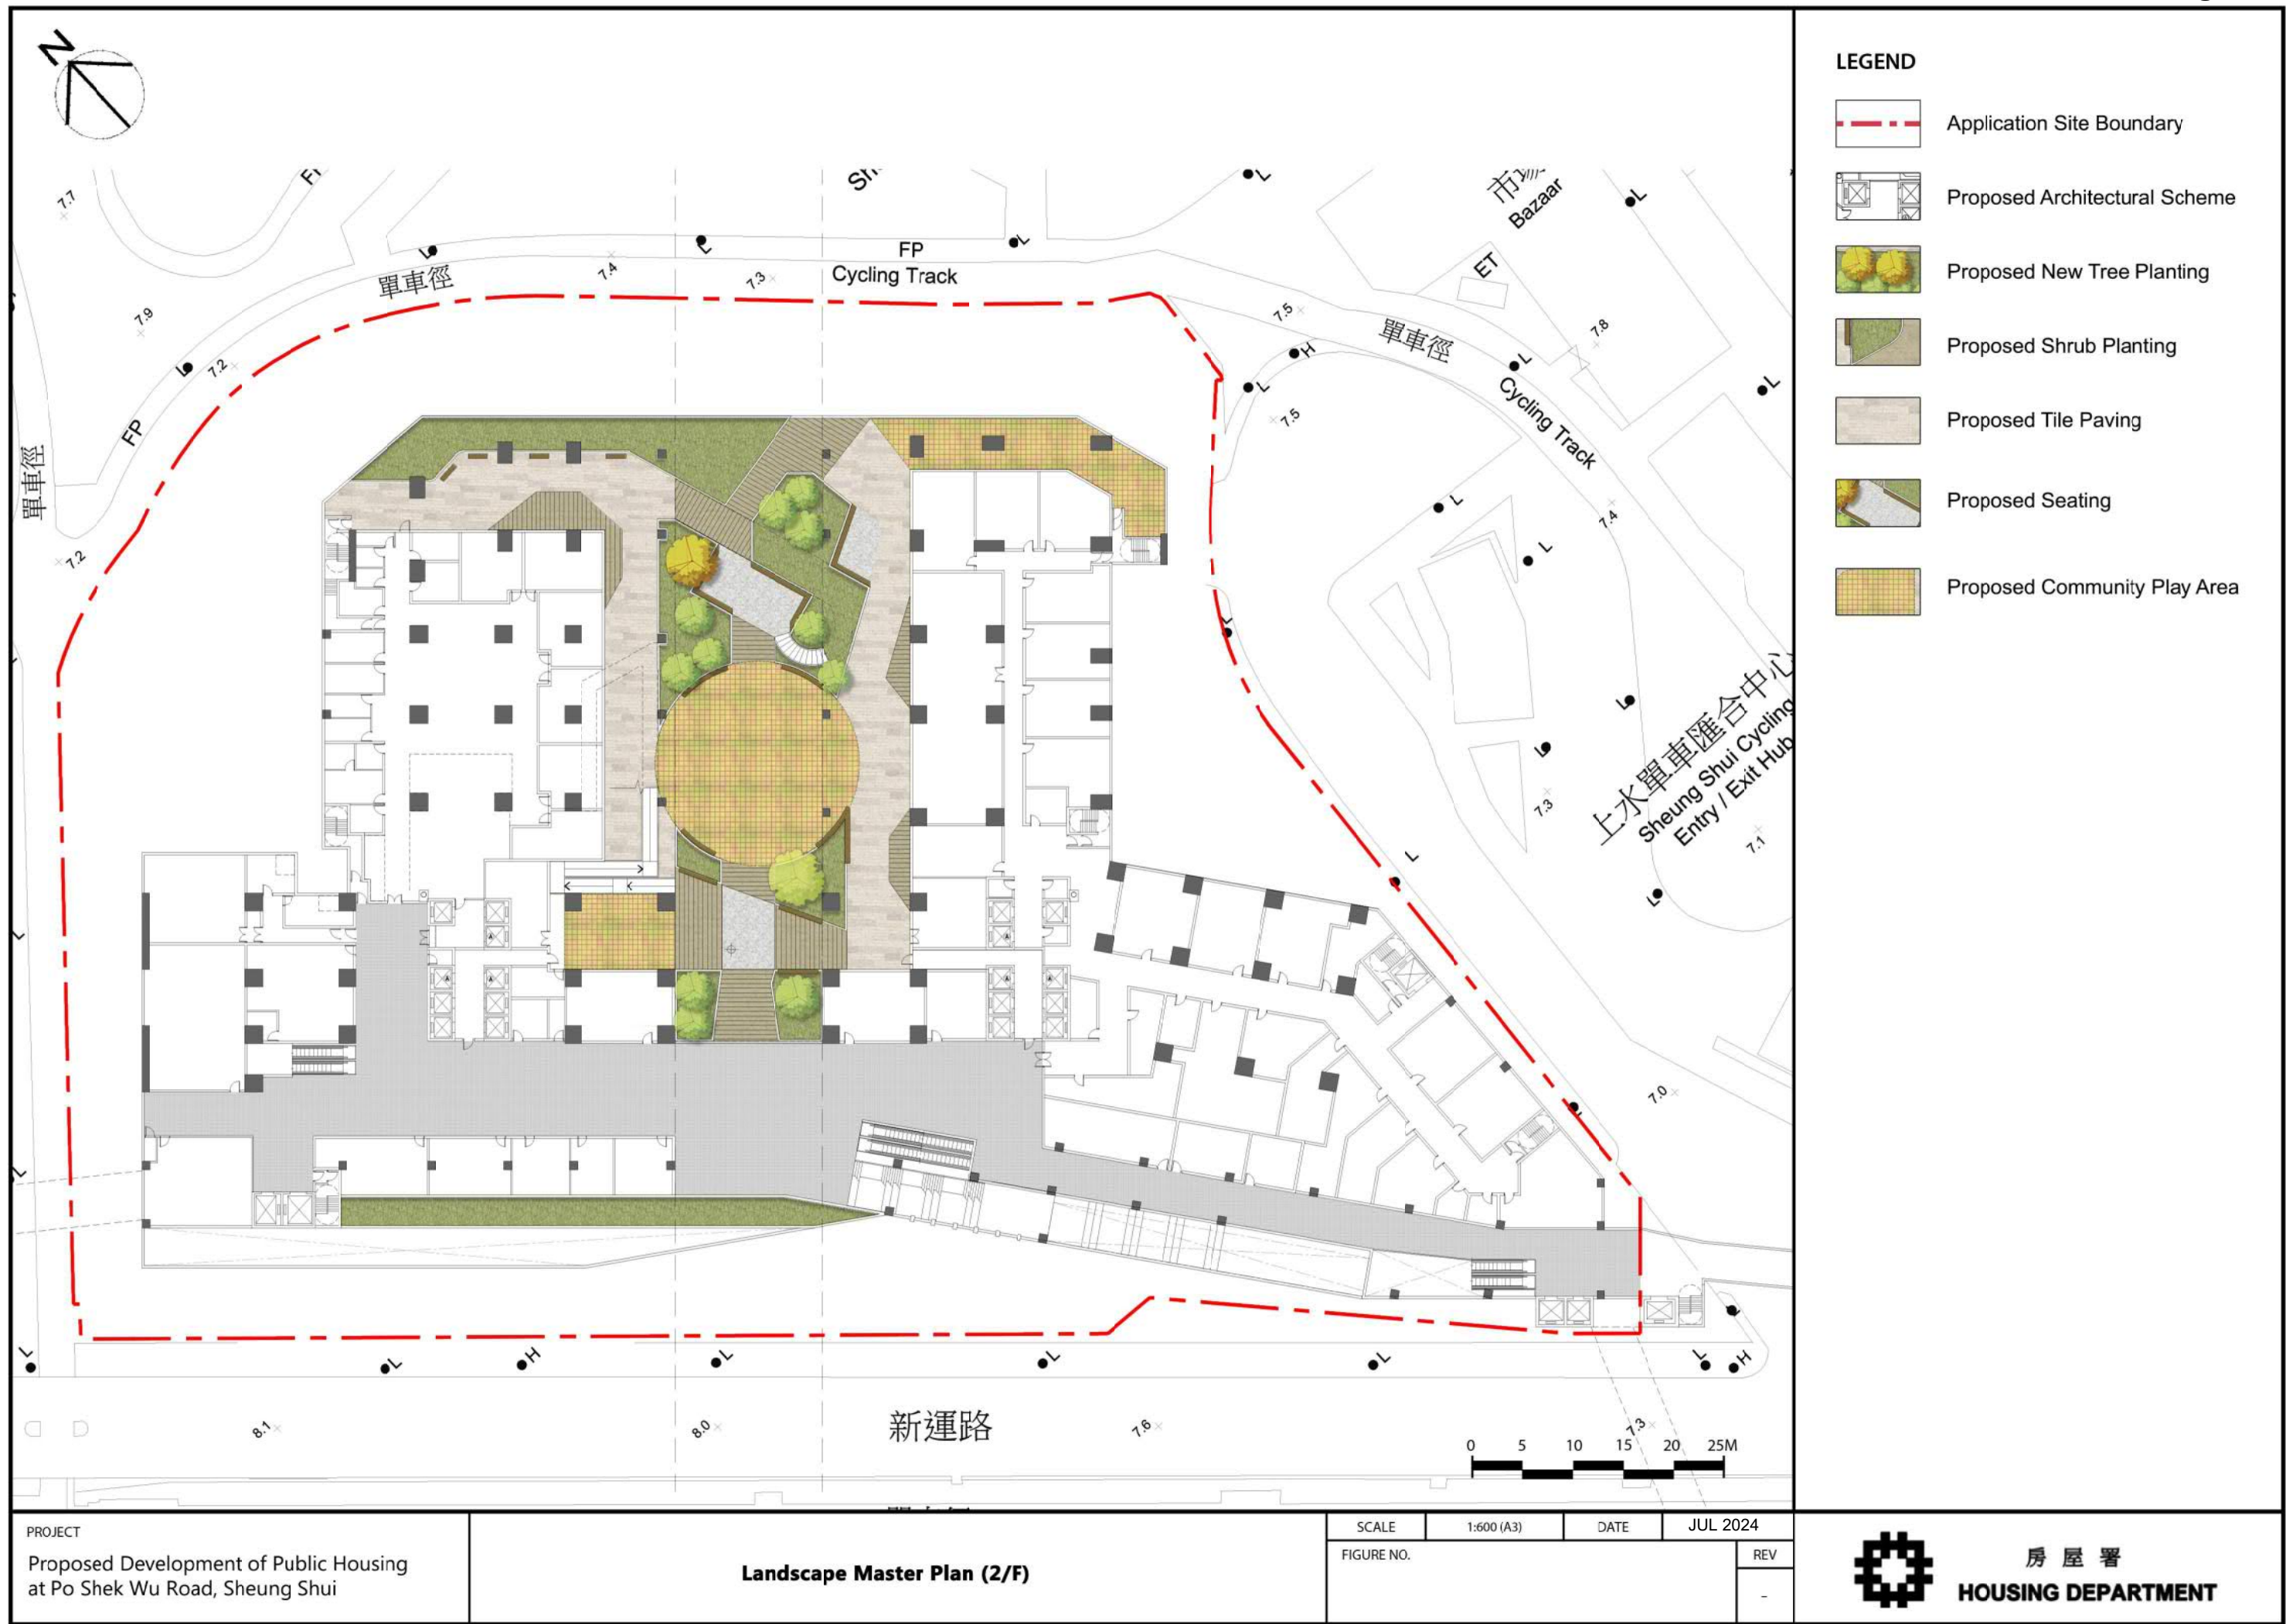 N
LEGEND
Application Site Boundary
Proposed Architectural Scheme
Proposed New Tree Planting
Proposed Shrub Planting
Proposed Tile Paving
Proposed Seating
Proposed Community Play Area
7.7
L
L
Bazaar
L
L
L
FP
L
ET
單車徑
7.4
7.3
Cycling Track
7.9
7.5
單車徑
7.8
L
7.2
H
L
L
L
Cycling Track
7.5
FP
單車徑
7.2
L
7.4
L
L
L
上水單車匯合中心
Sheung Shui Cycling
Entry / Exit Hub
L
7.3
7.1
L
L
L
7.0
L
L
H
L
L
L
L
H
8.1
8.0
新運路
7.6
7.3
0 5 10 15 20 25M
PROJECT
Proposed Development of Public Housing
at Po Shek Wu Road, Sheung Shui
Landscape Master Plan (2/F)
SCALE
1:600 (A3)
DATE
JUL 2024
FIGURE NO.
REV
-
房屋署
HOUSING DEPARTMENT